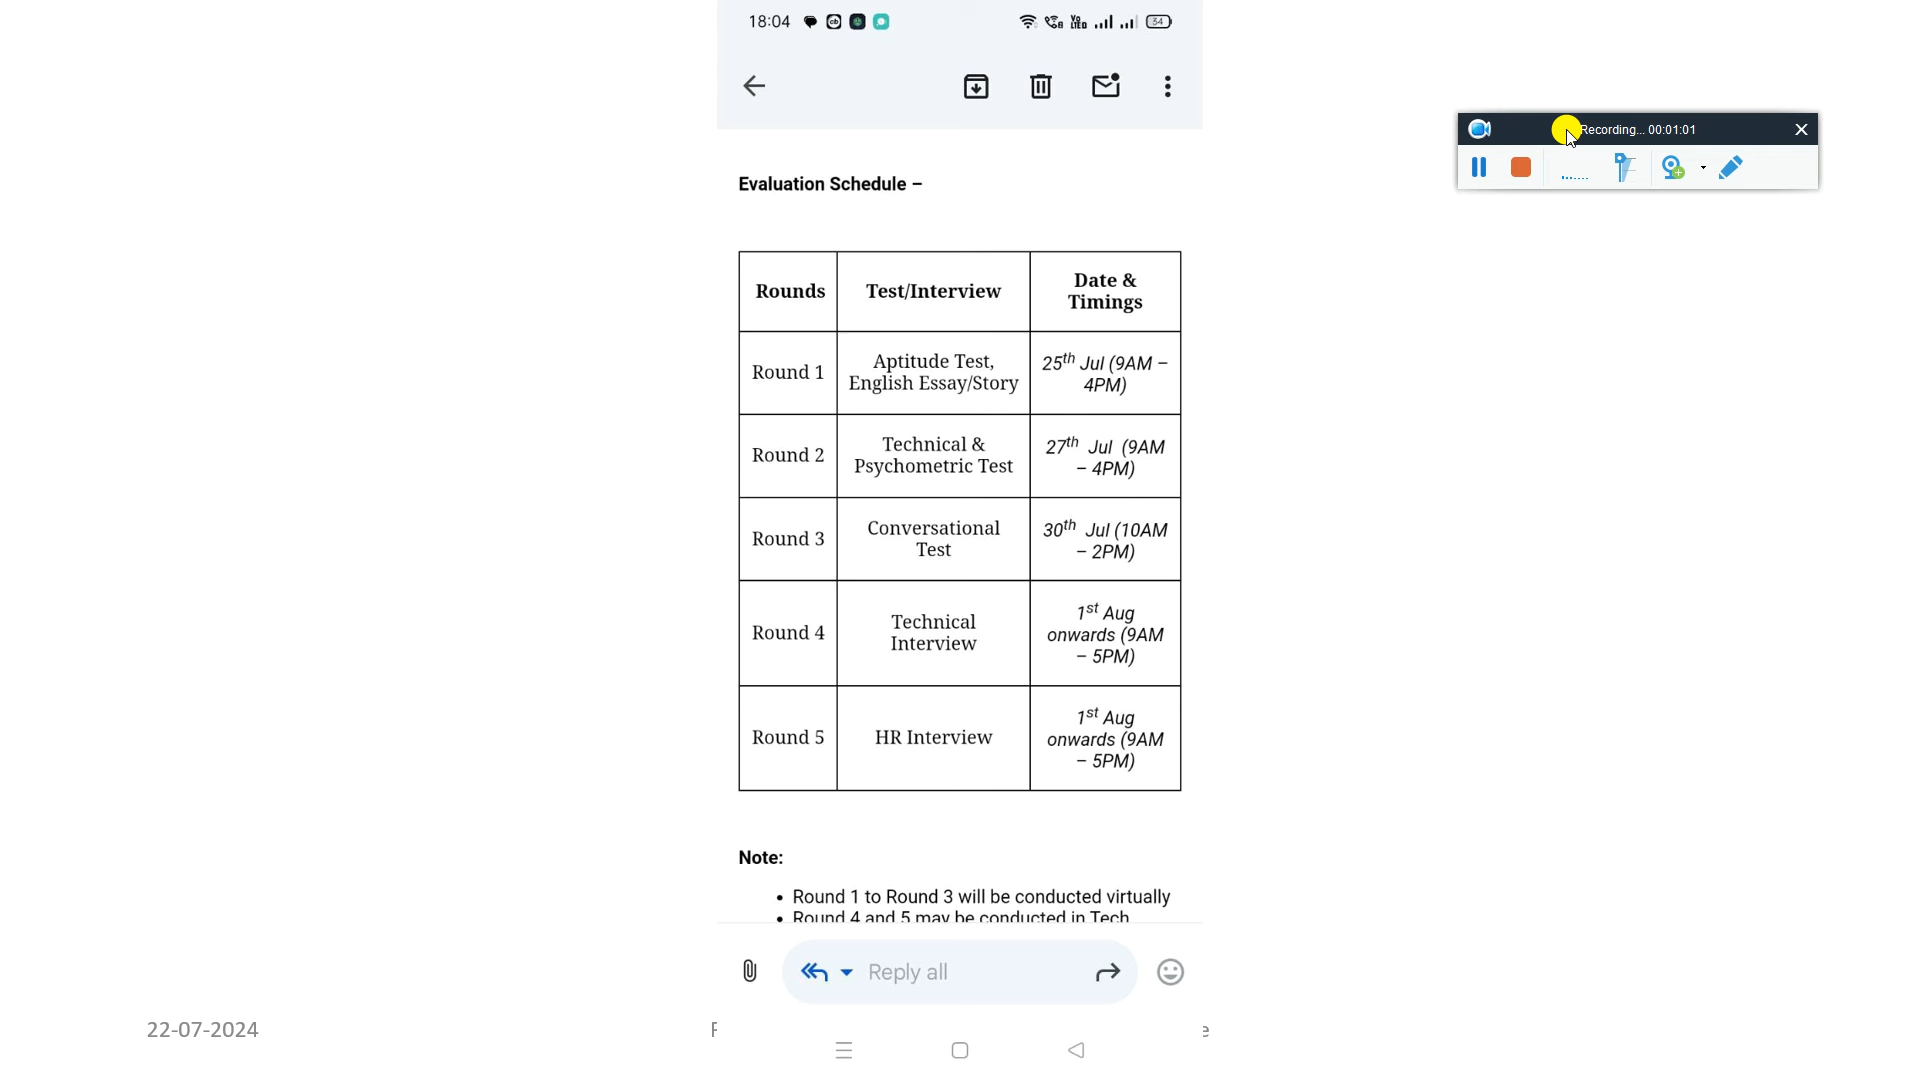 18:04
34
Recording... 00:01:01
Evaluation Schedule –
Rounds
Test/Interview
Date &
Timings
Round 1
Aptitude Test,
English Essay/Story
25th Jul (9AM –
4PM)
Round 2
Technical &
Psychometric Test
27th Jul (9AM
– 4PM)
Round 3
Conversational
Test
30th Jul (10AM
– 2PM)
Round 4
Technical
Interview
1st Aug
onwards (9AM
– 5PM)
Round 5
HR Interview
1st Aug
onwards (9AM
– 5PM)
Note:
• Round 1 to Round 3 will be conducted virtually
• Round 4 and 5 may be conducted in Tech
Reply all
22-07-2024